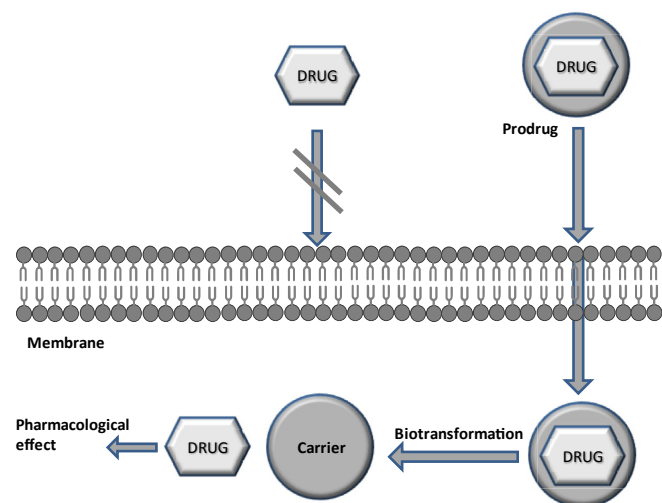 DRUG
DRUG
Prodrug
Membrane
Pharmacological
effect
DRUG
Carrier
Biotransformation
DRUG